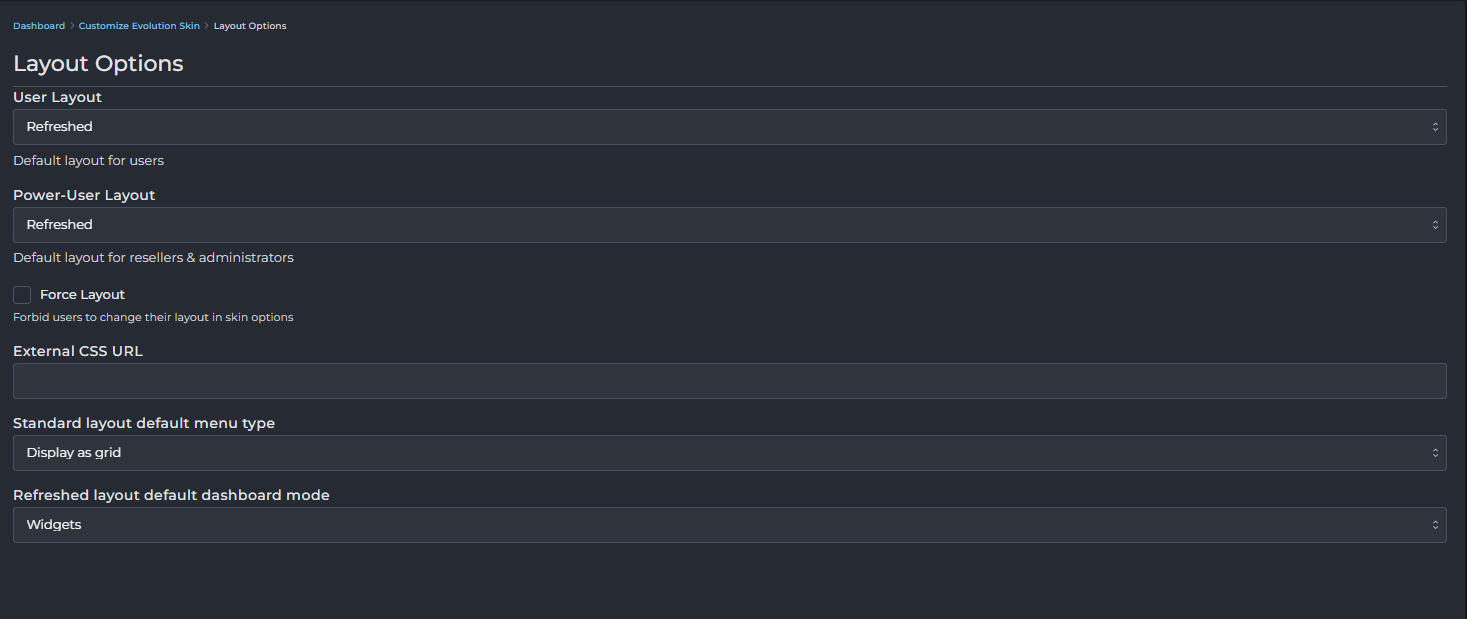 Dashboard > Customize Evolution Skin > Layout Options
Layout Options
User Layout
Refreshed
Default layout for users
Power-User Layout
Refreshed
Default layout for resellers & administrators
Force Layout
Forbid users to change their layout in skin options
External CSS URL
Standard layout default menu type
Display as grid
Refreshed layout default dashboard mode
Widgets